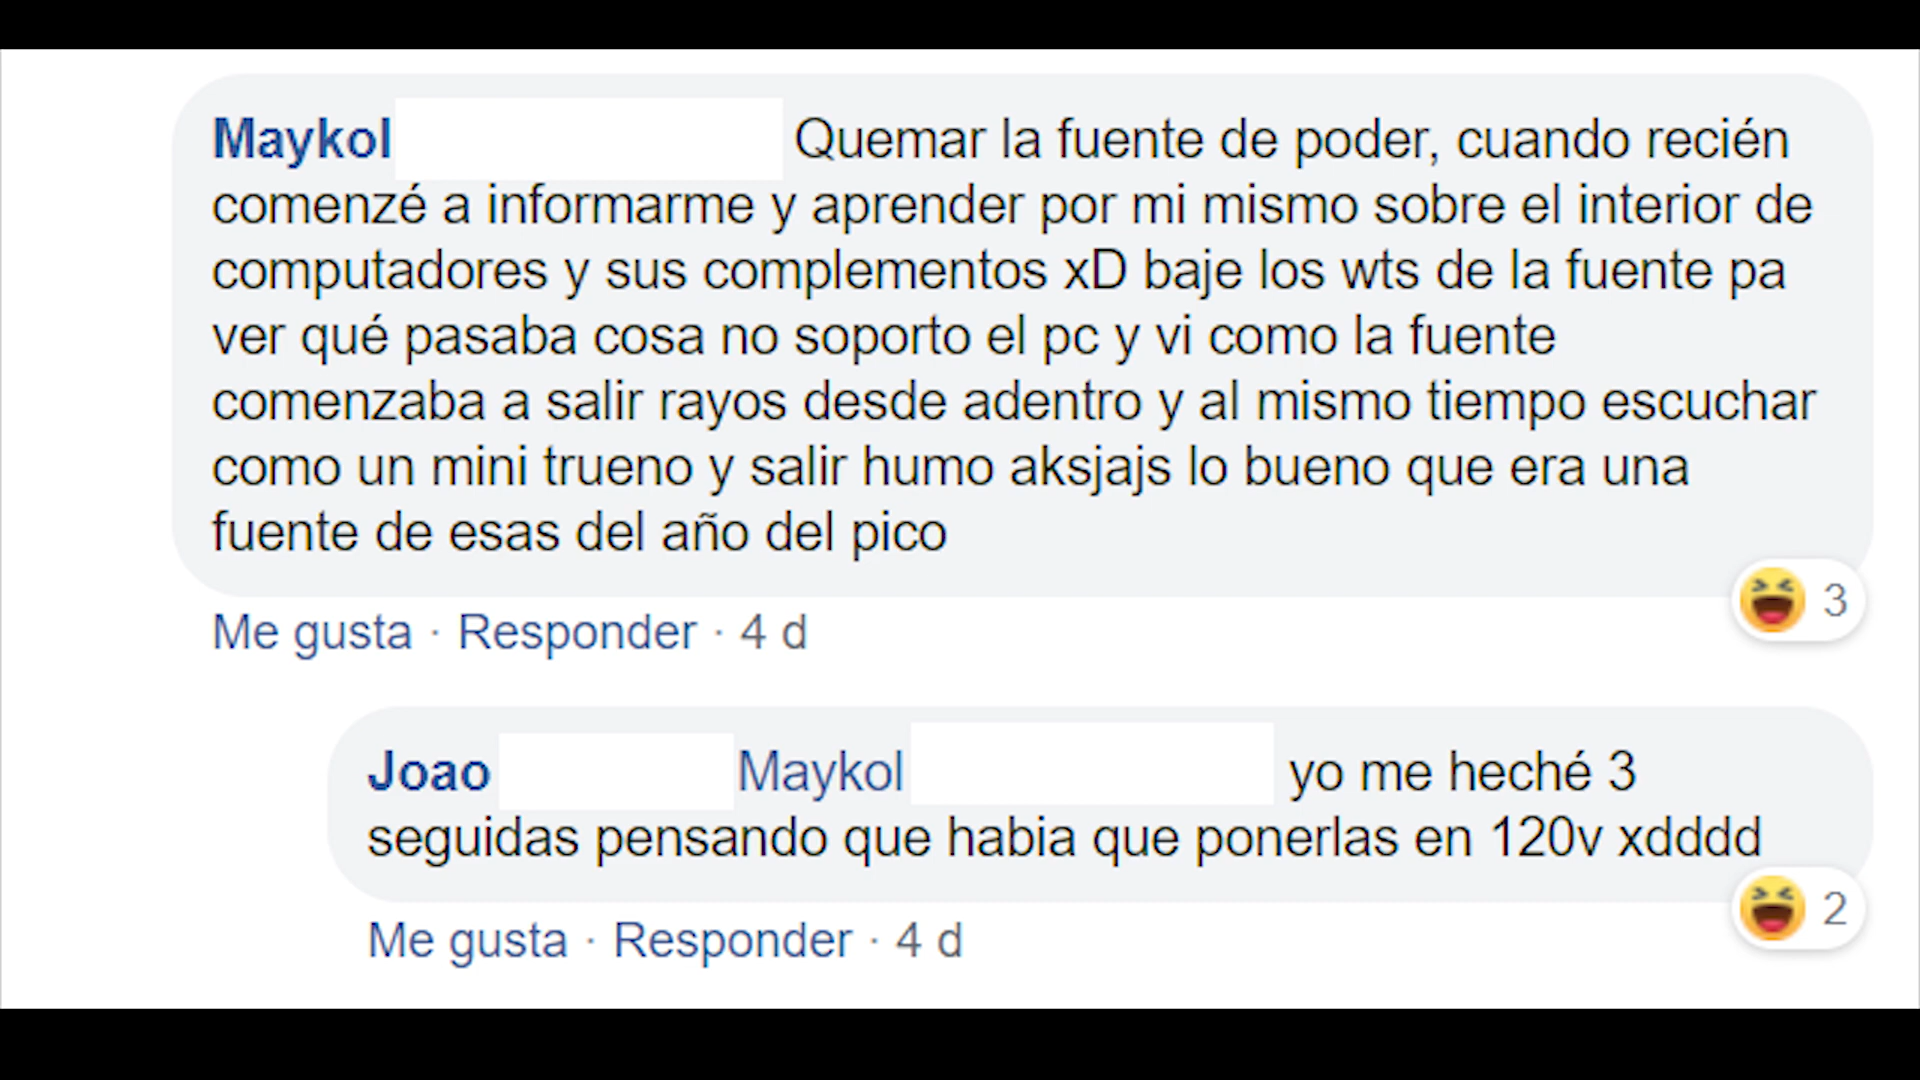 Maykol Quemar la fuente de poder, cuando recién
comenzé a informarme y aprender por mi mismo sobre el interior de
computadores y sus complementos xD baje los wts de la fuente pa
ver qué pasaba cosa no soporto el pc y vi como la fuente
comenzaba a salir rayos desde adentro y al mismo tiempo escuchar
como un mini trueno y salir humo aksjajs lo bueno que era una
fuente de esas del año del pico
3
Me gusta · Responder · 4 d
Joao Maykol yo me heché 3
seguidas pensando que habia que ponerlas en 120v xdddd
2
Me gusta · Responder · 4 d